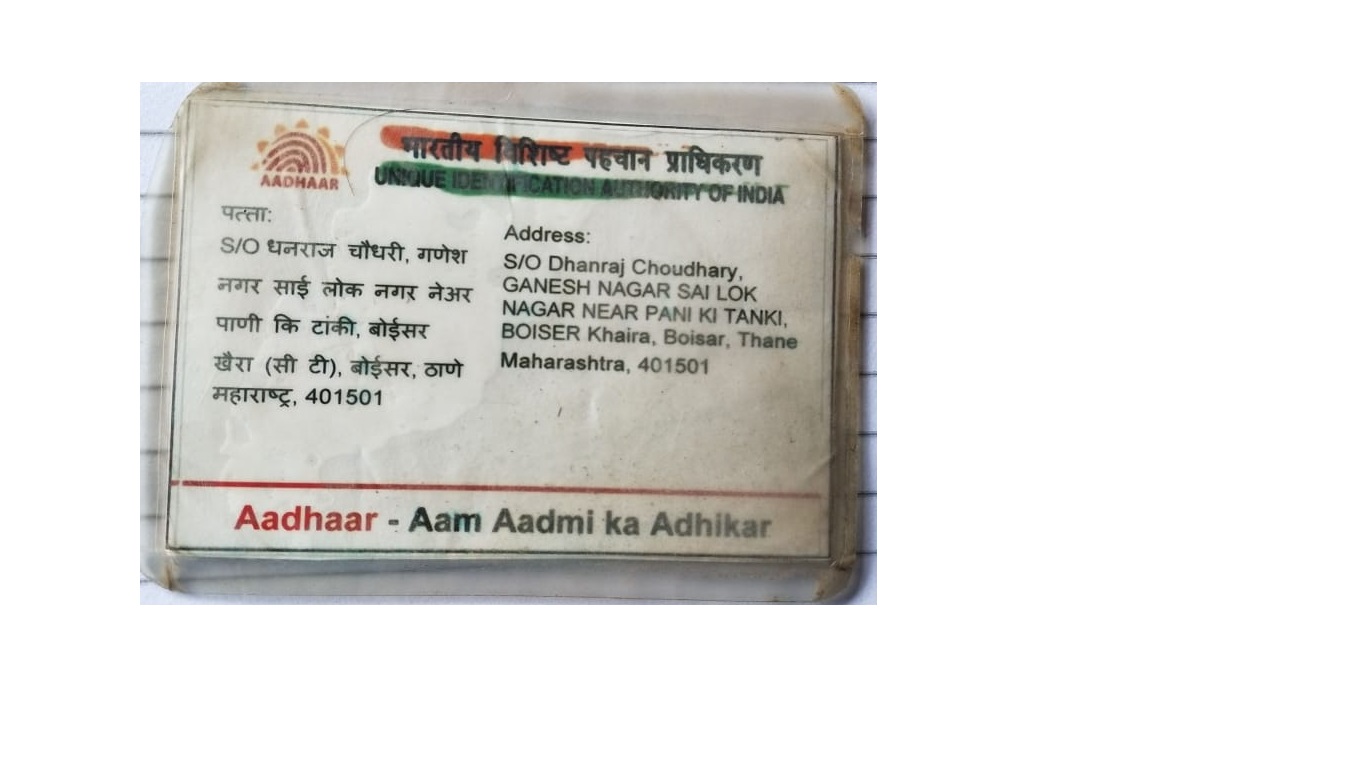 AADHAAR
भारतीय विशिष्ट पहचान प्राधिकरण
UNIQUE IDENTIFICATION AUTHORITY OF INDIA
पत्ता:
S/O धनराज चौधरी, गणेश
नगर साई लोक नगर नेअर
पाणी कि टांकी, बोईसर
खैरा (सी टी), बोईसर, ठाणे
महाराष्ट्र, 401501
Address:
S/O Dhanraj Choudhary,
GANESH NAGAR SAI LOK
NAGAR NEAR PANI KI TANKI,
BOISER Khaira, Boisar, Thane
Maharashtra, 401501
Aadhaar - Aam Aadmi ka Adhikar